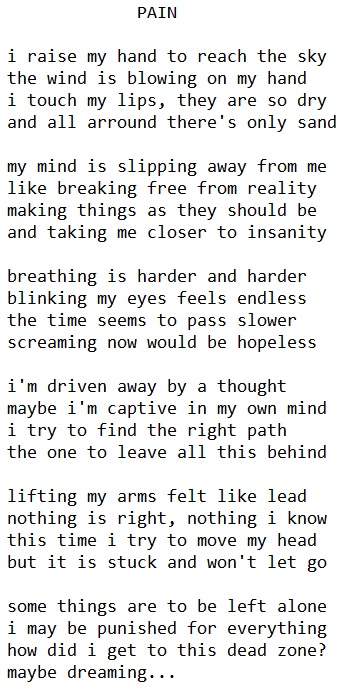 PAIN

i raise my hand to reach the sky
the wind is blowing on my hand
i touch my lips, they are so dry
and all arround there's only sand

my mind is slipping away from me
like breaking free from reality
making things as they should be
and taking me closer to insanity

breathing is harder and harder
blinking my eyes feels endless
the time seems to pass slower
screaming now would be hopeless

i'm driven away by a thought
maybe i'm captive in my own mind
i try to find the right path
the one to leave all this behind

lifting my arms felt like lead
nothing is right, nothing i know
this time i try to move my head
but it is stuck and won't let go

some things are to be left alone
i may be punished for everything
how did i get to this dead zone?
maybe dreaming...